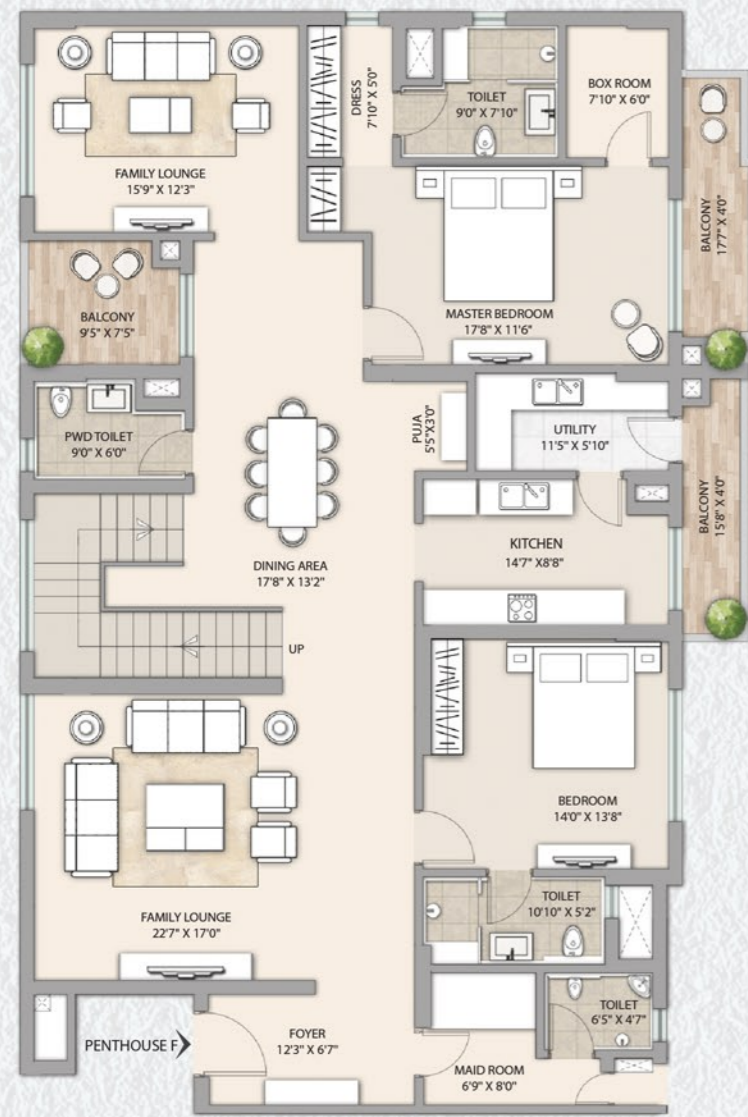 FAMILY LOUNGE
15'9" X 12'3"
DRESS
7'10" X 5'0"
TOILET
9'0" X 7'10"
BOX ROOM
7'10" X 6'0"
BALCONY
17'7" X 4'0"
BALCONY
9'5" X 7'5"
MASTER BEDROOM
17'8" X 11'6"
PWD TOILET
9'0" X 6'0"
PUJA
5'5"X3'0"
UTILITY
11'5" X 5'10"
BALCONY
15'8" X 4'0"
DINING AREA
17'8" X 13'2"
KITCHEN
14'7" X8'8"
UP
BEDROOM
14'0" X 13'8"
FAMILY LOUNGE
22'7" X 17'0"
TOILET
10'10" X 5'2"
PENTHOUSE F
FOYER
12'3" X 6'7"
TOILET
6'5" X 4'7"
MAID ROOM
6'9" X 8'0"